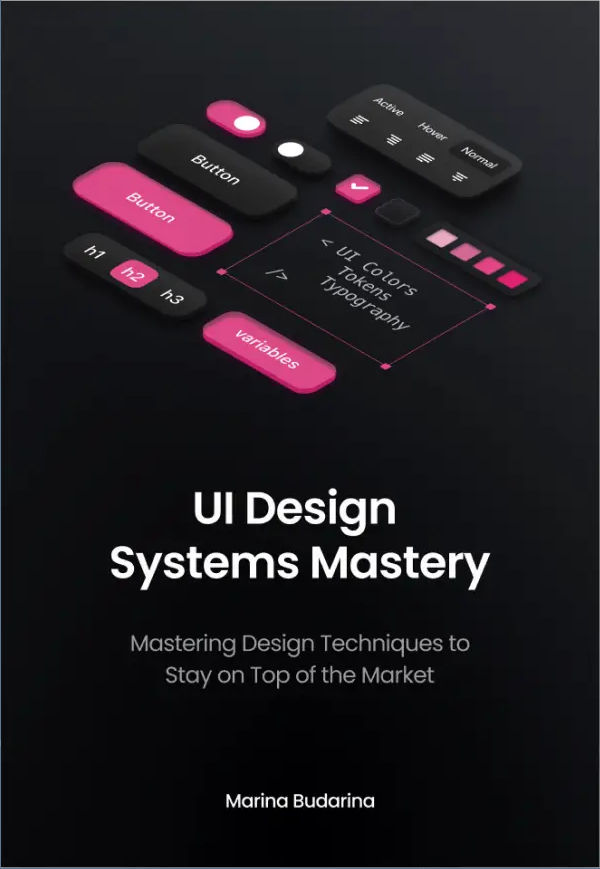 Active
Hover
Normal
Button
Button
h1
h2
h3
< UI Colors
Tokens
/> Typography
variables
UI Design
Systems Mastery
Mastering Design Techniques to
Stay on Top of the Market
Marina Budarina